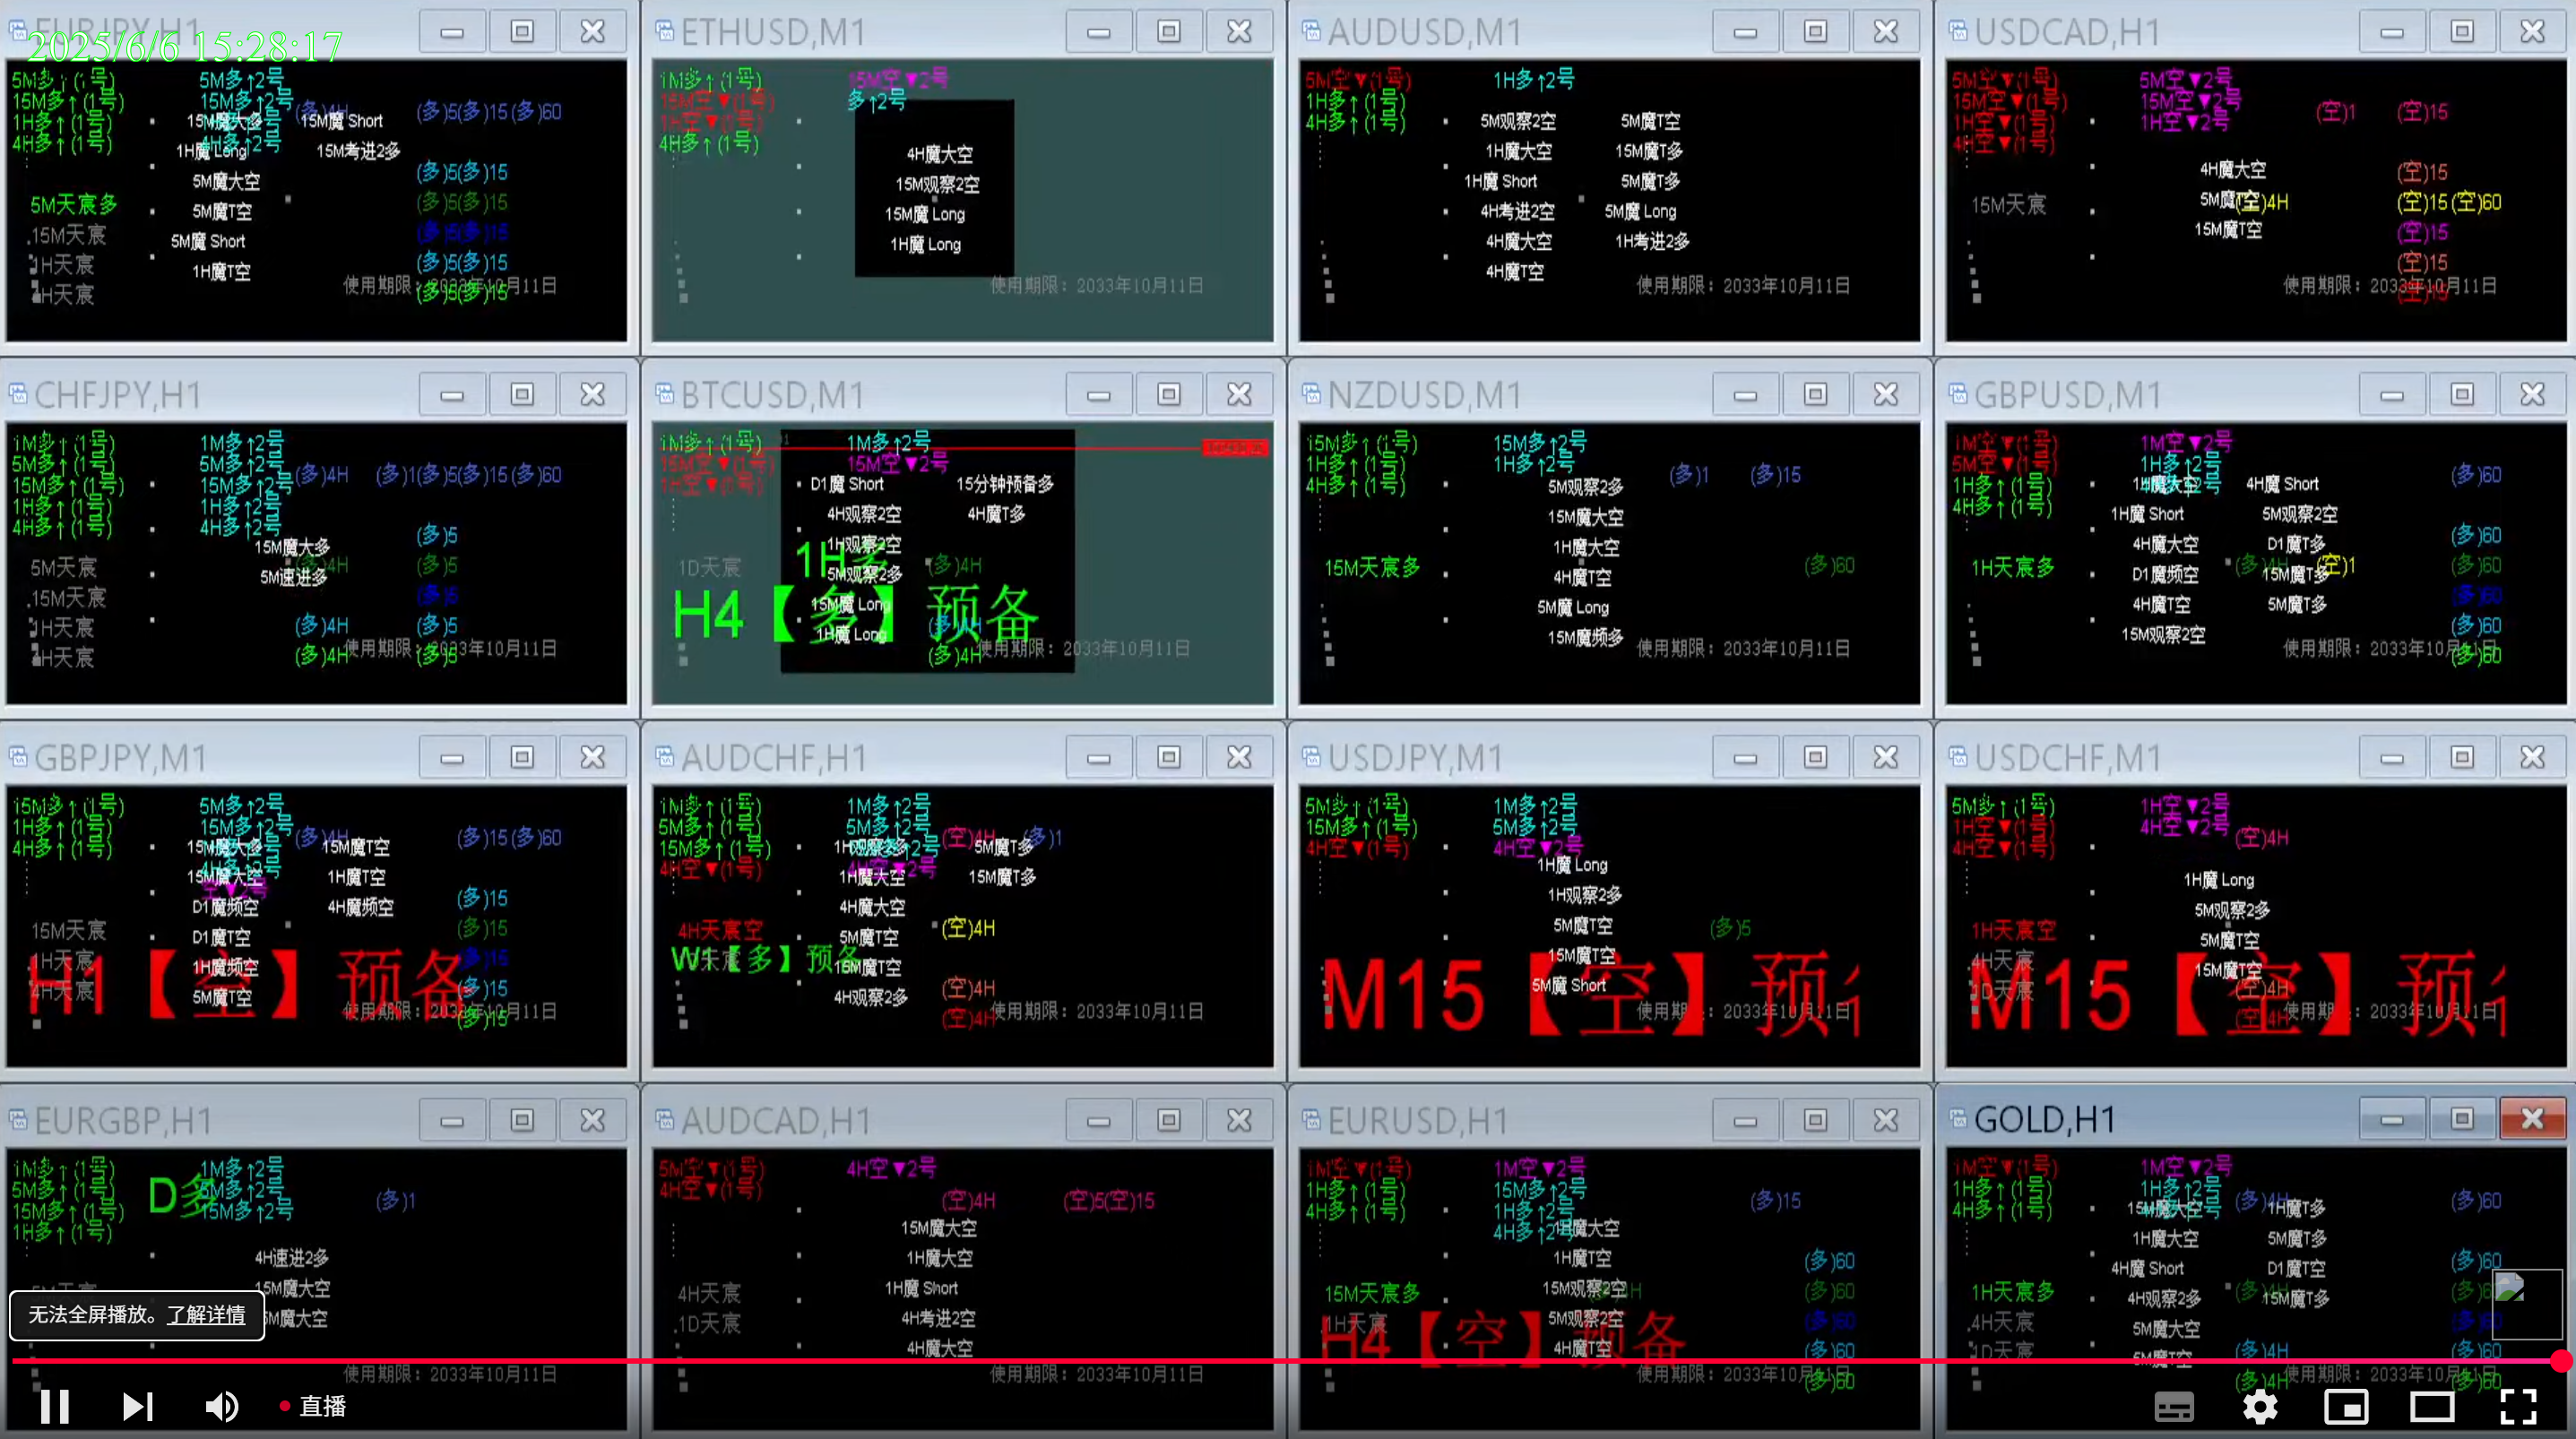 EURJPY,H1
2025/6/6 15:28:17
5M多↑(1号)
15M多↑(1号)
1H多↑(1号)
4H多↑(1号)
5M多↑2号
15M多↑2号
(多)4H
(多)5(多)15(多)60
15M魔大多
15M魔 Short
1H魔 Long
15M考进2多
5M魔大空
(多)5(多)15
5M天宸多
5M魔T空
(多)5(多)15
.15M天宸
5M魔 Short
(多)5(多)15
1H天宸
1H魔T空
(多)5(多)15
4H天宸
(多)5(多)15
使用期限：2033年10月11日
ETHUSD,M1
1M多↑(1号)
15M空▼(1号)
1H空▼(1号)
4H多↑(1号)
15M空▼2号
多↑2号
4H魔大空
15M观察2空
15M魔 Long
1H魔 Long
使用期限：2033年10月11日
AUDUSD,M1
5M空▼(1号)
1H多↑(1号)
4H多↑(1号)
1H多↑2号
5M观察2空
5M魔T空
1H魔大空
15M魔T多
1H魔 Short
5M魔T多
4H考进2空
5M魔 Long
4H魔大空
1H考进2多
4H魔T空
使用期限：2033年10月11日
USDCAD,H1
5M空▼(1号)
15M空▼(1号)
1H空▼(1号)
4H空▼(1号)
5M空▼2号
15M空▼2号
1H空▼2号
(空)1
(空)15
4H魔大空
(空)15
15M天宸
5M魔T空
(空)4H
(空)15(空)60
15M魔T空
(空)15
(空)15
(空)15
使用期限：2033年10月11日
CHFJPY,H1
1M多↑(1号)
5M多↑(1号)
15M多↑(1号)
1H多↑(1号)
4H多↑(1号)
1M多↑2号
5M多↑2号
15M多↑2号
1H多↑2号
4H多↑2号
(多)4H
(多)1(多)5(多)15(多)60
15M魔大多
(多)5
5M天宸
5M速进多
(多)4H
(多)5
.15M天宸
(多)5
1H天宸
(多)4H
(多)5
4H天宸
(多)4H
(多)5
使用期限：2033年10月11日
BTCUSD,M1
1M多↑(1号)
15M空▼(1号)
1H空▼(1号)
1M多↑2号
15M空▼2号
D1魔 Short
15分钟预备多
4H观察2空
4H魔T多
1H观察2空
1H多
1D天宸
5M观察2多
(多)4H
15M魔 Long
H4【多】预备
1H魔 Long
(多)4H
使用期限：2033年10月11日
NZDUSD,M1
15M多↑(1号)
1H多↑(1号)
4H多↑(1号)
15M多↑2号
1H多↑2号
(多)1
(多)15
5M观察2多
15M魔大空
1H魔大空
15M天宸多
4H魔T空
(多)60
5M魔 Long
15M魔频多
使用期限：2033年10月11日
GBPUSD,M1
1M空▼(1号)
5M空▼(1号)
1H多↑(1号)
4H多↑(1号)
1M空▼2号
1H多↑2号
(多)60
1H魔大空
4H魔 Short
1H魔 Short
5M观察2空
4H魔大空
D1魔T多
(多)60
1H天宸多
D1魔频空
(多)4H
15M魔T多
(空)1
(多)60
4H魔T空
5M魔T多
(多)60
15M观察2空
(多)60
(多)60
使用期限：2033年10月11日
GBPJPY,M1
15M多↑(1号)
1H多↑(1号)
4H多↑(1号)
5M多↑2号
15M多↑2号
4H多↑2号
空▼2号
(多)4H
(多)15(多)60
15M魔大多
15M魔T空
15M魔大空
1H魔T空
D1魔频空
4H魔频空
(多)15
15M天宸
D1魔T空
(多)15
1H天宸
1H魔频空
(多)15
4H天宸
5M魔T空
(多)15
H1【空】预备
(多)15
使用期限：2033年10月11日
AUDCHF,H1
1M多↑(1号)
5M多↑(1号)
15M多↑(1号)
4H空▼(1号)
1M多↑2号
5M多↑2号
15M多↑2号
4H空▼2号
(空)4H
(多)1
5M魔T多
1H魔大空
15M魔T多
4H魔大空
4H天宸空
5M魔T空
(空)4H
W1【多】预备
15M魔T空
4H观察2多
(空)4H
(空)4H
使用期限：2033年10月11日
USDJPY,M1
5M多↑(1号)
15M多↑(1号)
4H空▼(1号)
1M多↑2号
5M多↑2号
4H空▼2号
1H魔 Long
1H观察2多
5M魔T空
(多)5
15M魔T空
5M魔 Short
M15【空】预
使用期限：2033年10月11日
USDCHF,M1
5M多↑(1号)
1H空▼(1号)
4H空▼(1号)
1H空▼2号
4H空▼2号
(空)4H
1H魔 Long
5M观察2多
1H天宸空
5M魔T空
.4H天宸
15M魔T空
1D天宸
(空)4H
(空)4H
M15【空】预
使用期限：2033年10月11日
EURGBP,H1
1M多↑(1号)
5M多↑(1号)
15M多↑(1号)
1H多↑(1号)
D多
1M多↑2号
5M多↑2号
15M多↑2号
(多)1
4H速进2多
15M魔大空
5M魔大空
使用期限：2033年10月11日
AUDCAD,H1
5M空▼(1号)
4H空▼(1号)
4H空▼2号
(空)4H
(空)5(空)15
15M魔大空
1H魔大空
1H魔 Short
4H天宸
4H考进2空
.1D天宸
4H魔大空
使用期限：2033年10月11日
EURUSD,H1
1M空▼(1号)
1H多↑(1号)
4H多↑(1号)
1M空▼2号
15M多↑2号
1H多↑2号
4H多↑2号
(多)15
1H魔大空
1H魔T空
(多)60
15M天宸多
15M观察2空
(多)60
1H天宸
5M观察2空
(多)60
4H魔T空
(多)60
H4【空】预备
(多)60
使用期限：2033年10月11日
GOLD,H1
1M空▼(1号)
1H多↑(1号)
4H多↑(1号)
1M空▼2号
1H多↑2号
(多)4H
(多)60
15M魔大空
1H魔T多
1H魔大空
5M魔T多
4H魔 Short
D1魔T空
(多)60
1H天宸多
4H观察2多
(多)4H
15M魔T多
.4H天宸
5M魔大空
1D天宸
5M魔T空
(多)4H
(多)60
(多)4H
(多)60
使用期限：2033年10月11日
无法全屏播放。了解详情
直播